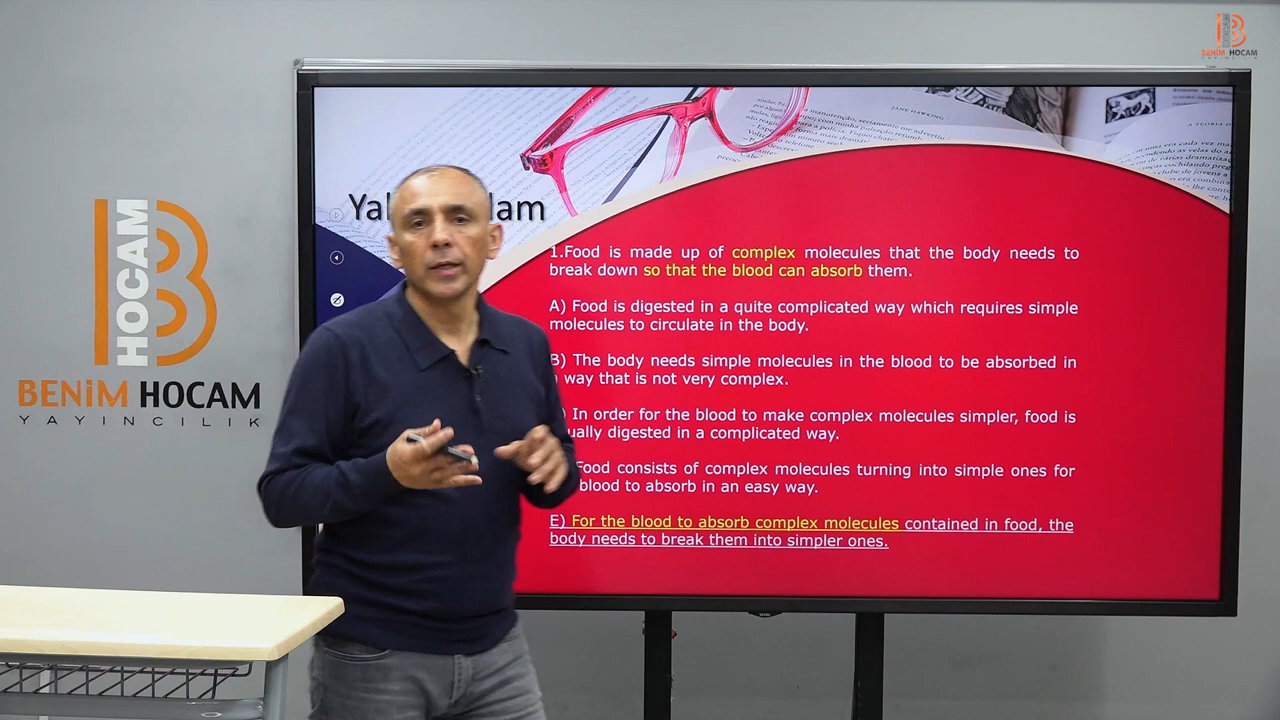 BENİM HOCAM
YAYINCILIK
HOCAM
BENİM HOCAM
YAYINCILIK
JANE HAWKING
1.Food is made up of complex molecules that the body needs to
break down so that the blood can absorb them.
A) Food is digested in a quite complicated way which requires simple
molecules to circulate in the body.
B) The body needs simple molecules in the blood to be absorbed in
way that is not very complex.
In order for the blood to make complex molecules simpler, food is
digested in a complicated way.
Food consists of complex molecules turning into simple ones for
blood to absorb in an easy way.
E) For the blood to absorb complex molecules contained in food, the
body needs to break them into simpler ones.